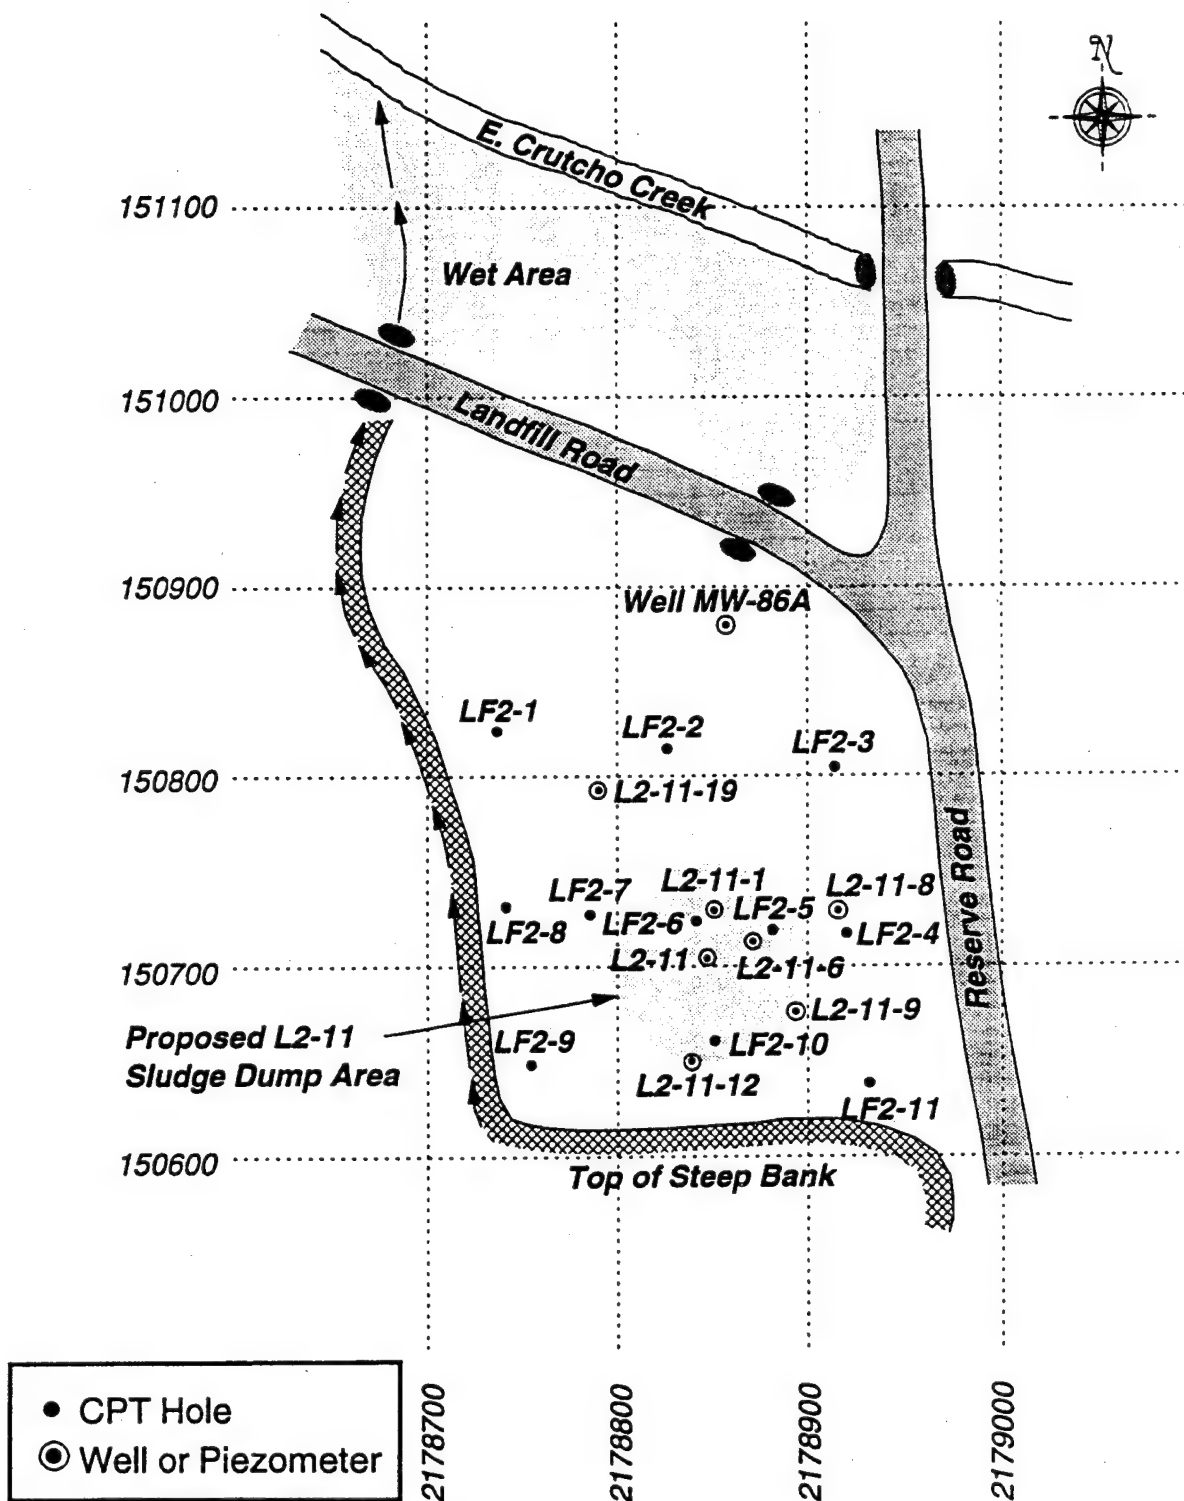 N
E. Crutcho Creek
151100
Wet Area
151000
Landfill Road
150900
Well MW-86A
LF2-1
LF2-2
LF2-3
150800
L2-11-19
Reserve Road
L2-11-1
L2-11-8
LF2-7
LF2-5
LF2-6
LF2-8
LF2-4
L2-11
L2-11-6
150700
L2-11-9
Proposed L2-11
Sludge Dump Area
LF2-9
LF2-10
L2-11-12
LF2-11
150600
Top of Steep Bank
2178700
2178800
2178900
2179000
CPT Hole
Well or Piezometer